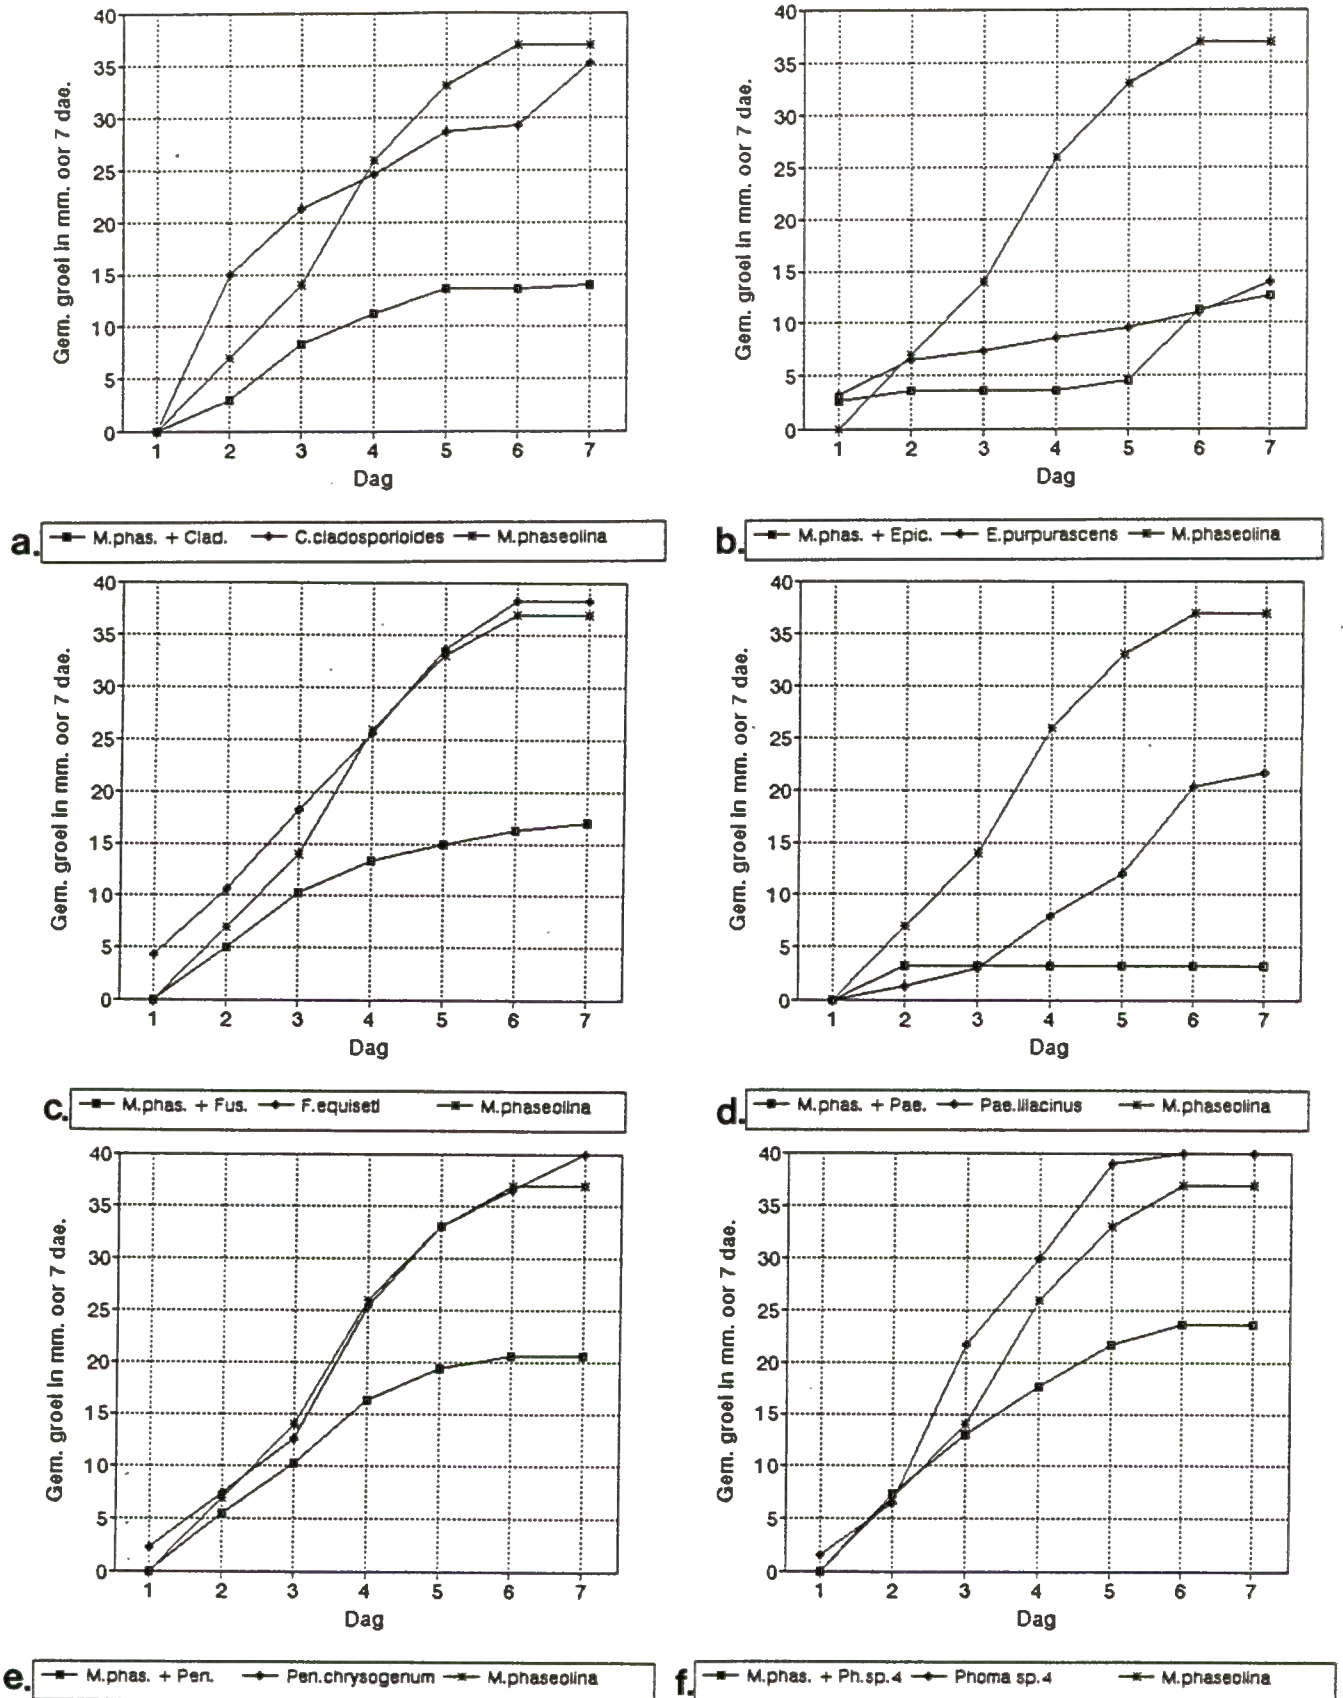 Gem. groei in mm. oor 7 dae.
40
35
30
25
20
15
10
5
0
1 2 3 4 5 6 7
Dag
a. M.phas. + Clad. C.cladosporioides M.phaseolina
Gem. groei in mm. oor 7 dae.
40
35
30
25
20
15
10
5
0
1 2 3 4 5 6 7
Dag
b. M.phas. + Epic. E.purpurascens M.phaseolina
Gem. groei in mm. oor 7 dae.
40
35
30
25
20
15
10
5
0
1 2 3 4 5 6 7
Dag
c. M.phas. + Fus. F.equiseti M.phaseolina
Gem. groei in mm. oor 7 dae.
40
35
30
25
20
15
10
5
0
1 2 3 4 5 6 7
Dag
d. M.phas. + Pae. Pae.lilacinus M.phaseolina
Gem. groei in mm. oor 7 dae.
40
35
30
25
20
15
10
5
0
1 2 3 4 5 6 7
Dag
e. M.phas. + Pen. Pen.chrysogenum M.phaseolina
Gem. groei in mm. oor 7 dae.
40
35
30
25
20
15
10
5
0
1 2 3 4 5 6 7
Dag
f. M.phas. + Ph.sp.4 Phoma sp.4 M.phaseolina